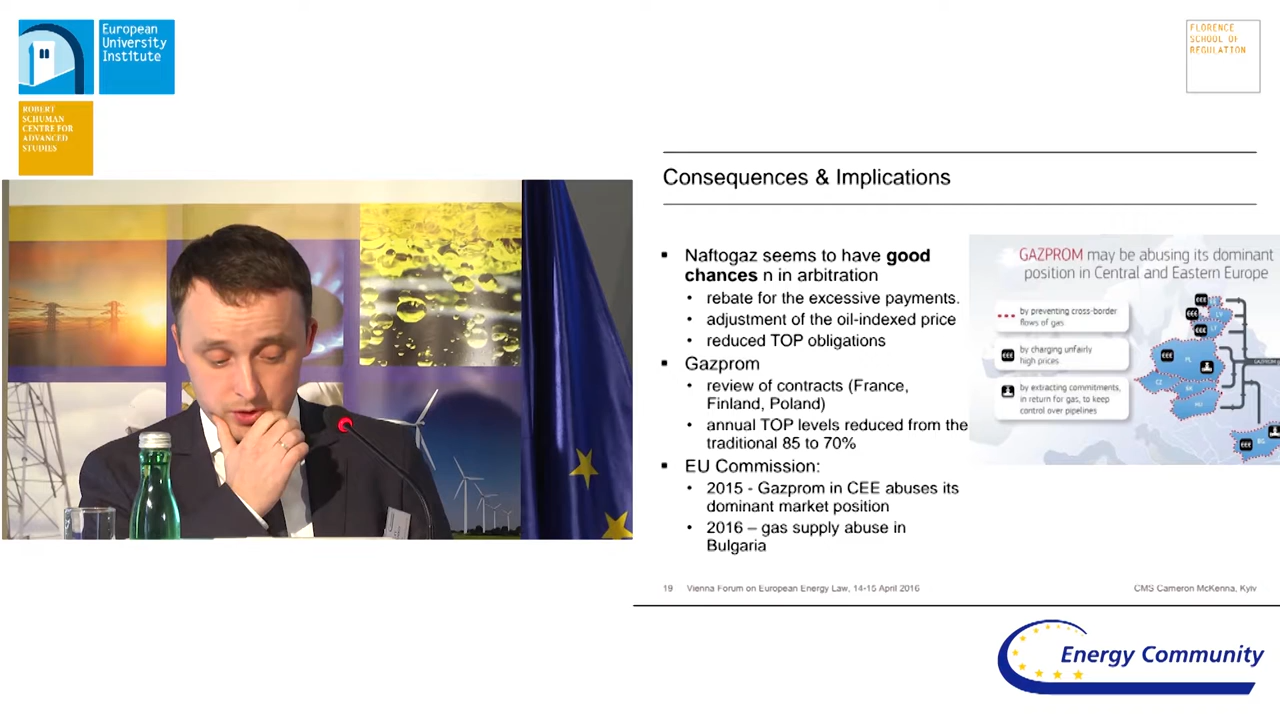 European
University
Institute
ROBERT
SCHUMAN
CENTRE FOR
ADVANCED
STUDIES
FLORENCE
SCHOOL OF
REGULATION
Consequences & Implications
Naftogaz seems to have good
chances n in arbitration
rebate for the excessive payments.
adjustment of the oil-indexed price
reduced TOP obligations
Gazprom
review of contracts (France,
Finland, Poland)
annual TOP levels reduced from the
traditional 85 to 70%
EU Commission:
2015 - Gazprom in CEE abuses its
dominant market position
2016 – gas supply abuse in
Bulgaria
GAZPROM may be abusing its dominant
position in Central and Eastern Europe
by preventing cross-border
flows of gas
by charging unfairly
high prices
by extracting commitments,
in return for gas, to keep
control over pipelines
PL
CZ
SK
HU
BG
19 Vienna Forum on European Energy Law, 14-15 April 2016
CMS Cameron McKenna, Kyiv
Energy Community